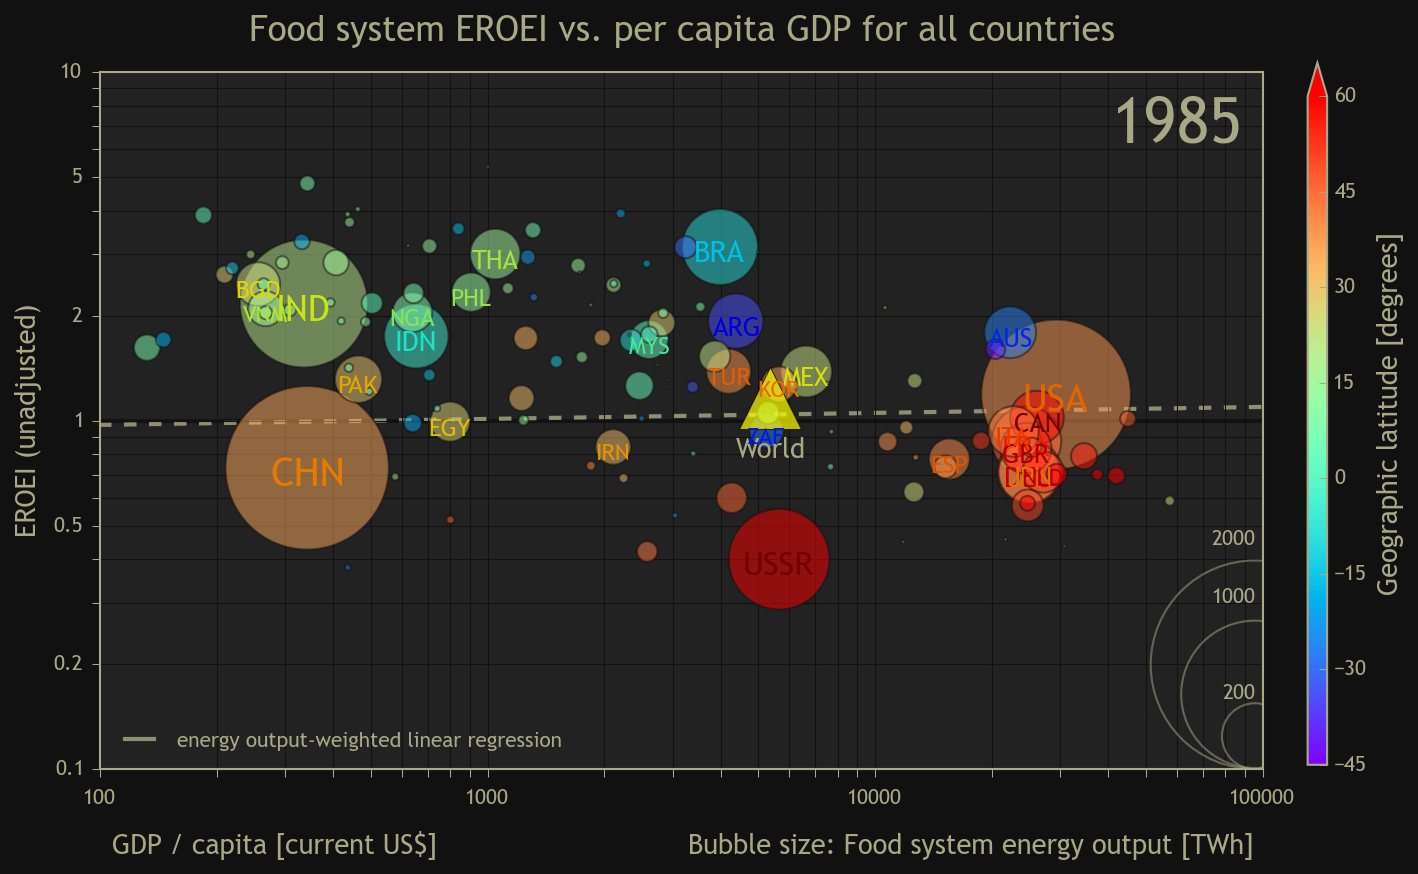 Food system EROEI vs. per capita GDP for all countries
10
5
2
1
0.5
0.2
0.1
EROEI (unadjusted)
1985
THA
BRA
BGD
IND
VNM
PHL
NGA
IDN
MYS
ARG
AUS
PAK
TUR
KOR
MEX
USA
EGY
ZAF
World
IRN
CAN
ITA
GBR
ESP
CHN
USSR
2000
1000
200
energy output-weighted linear regression
100
1000
10000
100000
GDP / capita [current US$]
Bubble size: Food system energy output [TWh]
60
45
30
15
0
−15
−30
−45
Geographic latitude [degrees]